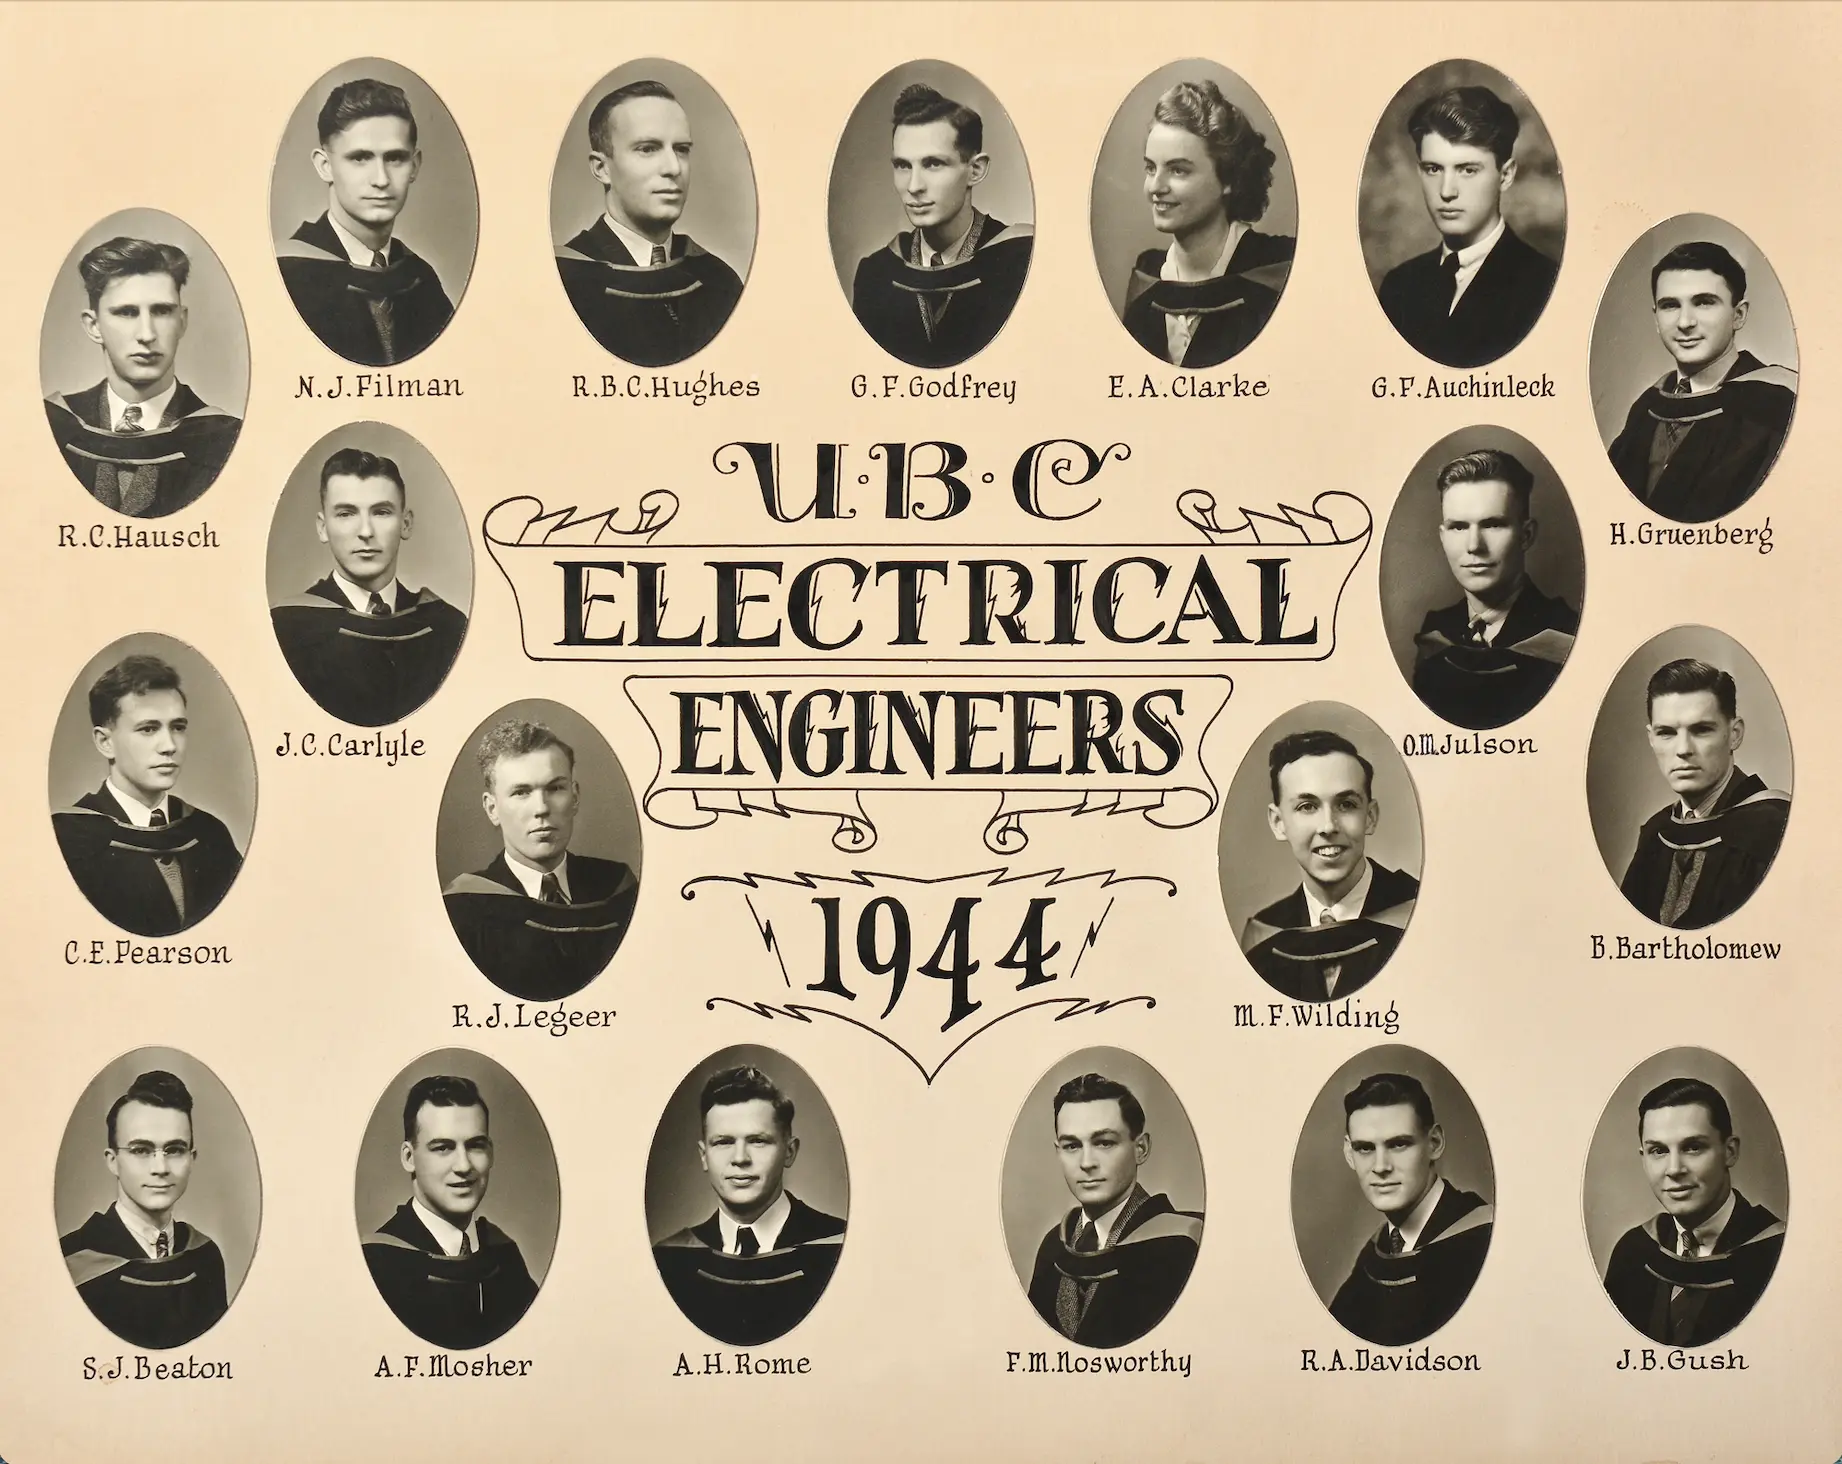 N.J.Filman
R.B.C.Hughes
G.F.Godfrey
E.A.Clarke
G.F.Auchinleck
R.C.Hausch
H.Gruenberg
U·B·C
ELECTRICAL
ENGINEERS
1944
J.C.Carlyle
O.M.Julson
C.E.Pearson
B.Bartholomew
R.J.Legeer
M.F.Wilding
S.J.Beaton
A.F.Mosher
A.H.Rome
F.M.Nosworthy
R.A.Davidson
J.B.Gush